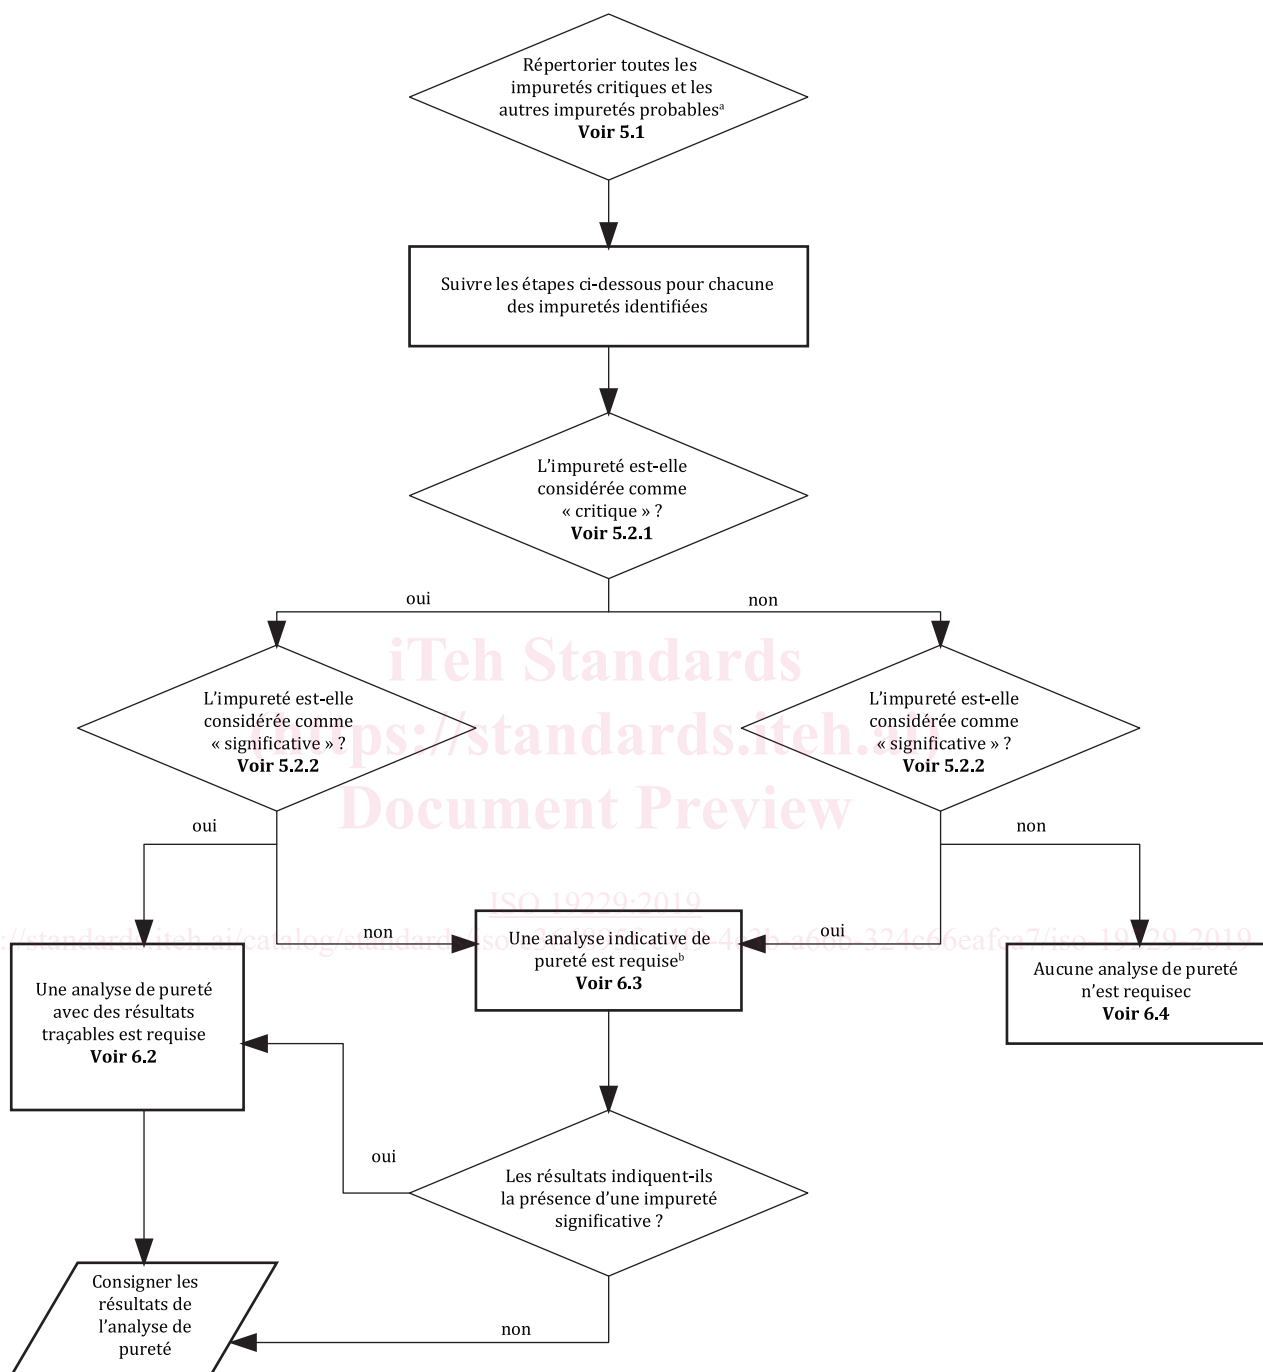 Répertorier toutes les
impuretés critiques et les
autres impuretés probablesa
Voir 5.1
Suivre les étapes ci-dessous pour chacune
des impuretés identifiées
L’impureté est-elle
considérée comme
« critique » ?
Voir 5.2.1
oui
non
iTeh Standards
(https://standards.iteh.ai)
Document Preview
L’impureté est-elle
considérée comme
« significative » ?
Voir 5.2.2
L’impureté est-elle
considérée comme
« significative » ?
Voir 5.2.2
oui
non
ISO 19229:2019
non
oui
Une analyse indicative de
pureté est requiseb
Voir 6.3
Aucune analyse de pureté
n’est requisec
Voir 6.4
Une analyse de pureté
avec des résultats
traçables est requise
Voir 6.2
oui
Les résultats indiquent-ils
la présence d’une impureté
significative ?
Consigner les
résultats de
l’analyse de
pureté
non